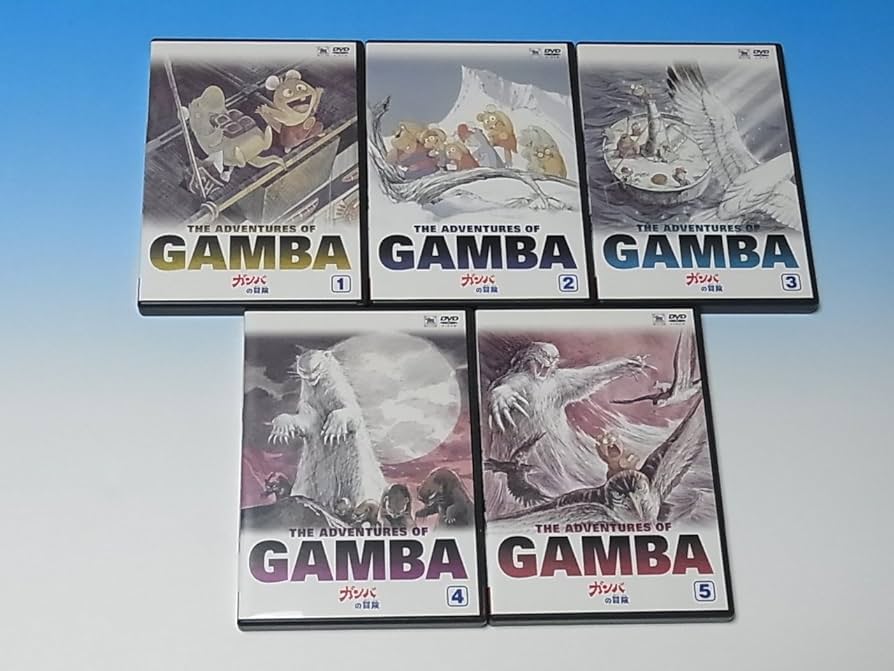 DVD
THE ADVENTURES OF
GAMBA
ガンバ
の冒険
1
DVD
THE ADVENTURES OF
GAMBA
ガンバ
の冒険
2
DVD
THE ADVENTURES OF
GAMBA
ガンバ
の冒険
3
DVD
THE ADVENTURES OF
GAMBA
ガンバ
の冒険
4
DVD
THE ADVENTURES OF
GAMBA
ガンバ
の冒険
5